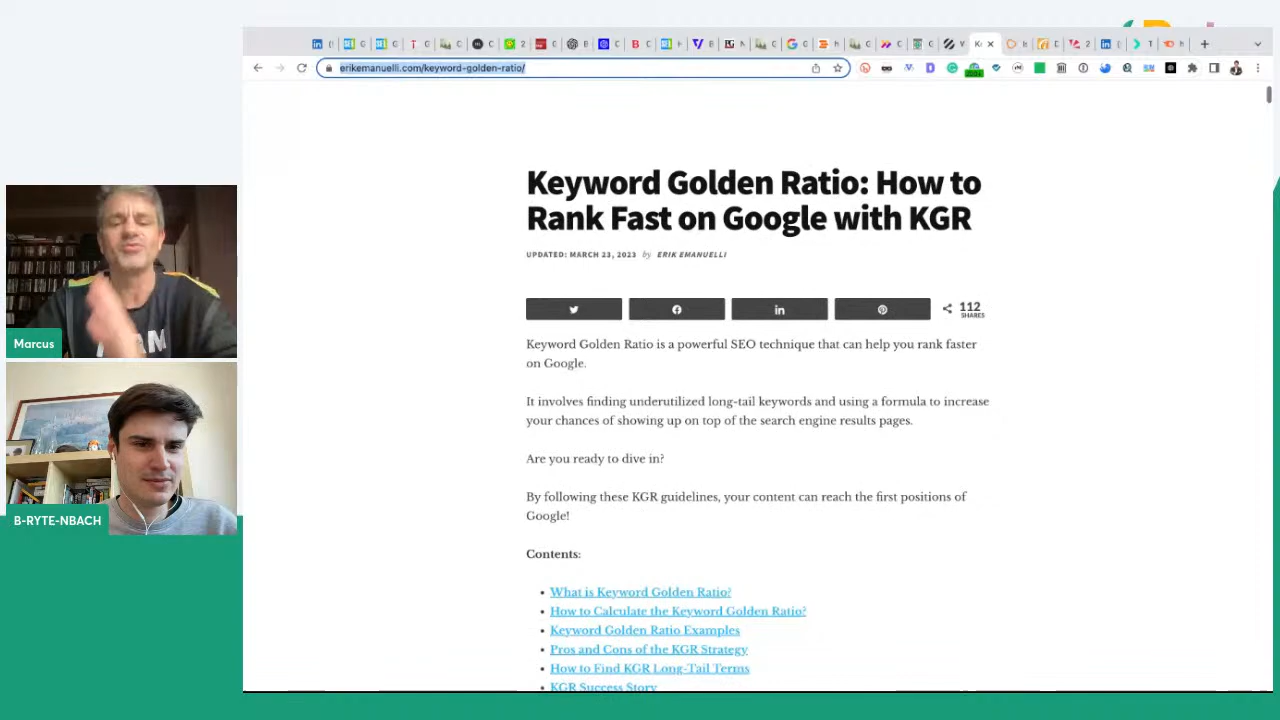 erikemanuelli.com/keyword-golden-ratio/
Keyword Golden Ratio: How to
Rank Fast on Google with KGR
UPDATED: MARCH 23, 2023 by ERIK EMANUELLI
112
SHARES
Keyword Golden Ratio is a powerful SEO technique that can help you rank faster
on Google.
It involves finding underutilized long-tail keywords and using a formula to increase
your chances of showing up on top of the search engine results pages.
Are you ready to dive in?
By following these KGR guidelines, your content can reach the first positions of
Google!
Contents:
• What is Keyword Golden Ratio?
• How to Calculate the Keyword Golden Ratio?
• Keyword Golden Ratio Examples
• Pros and Cons of the KGR Strategy
• How to Find KGR Long-Tail Terms
• KGR Success Story
Marcus
B-RYTE-NBACH